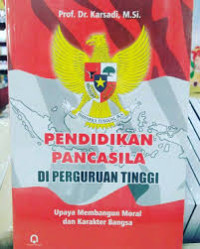 Prof. Dr. Karsadi, M.Si.
PENDIDIKAN
PANCASILA
DI PERGURUAN TINGGI
Upaya Membangun Moral
dan Karakter Bangsa